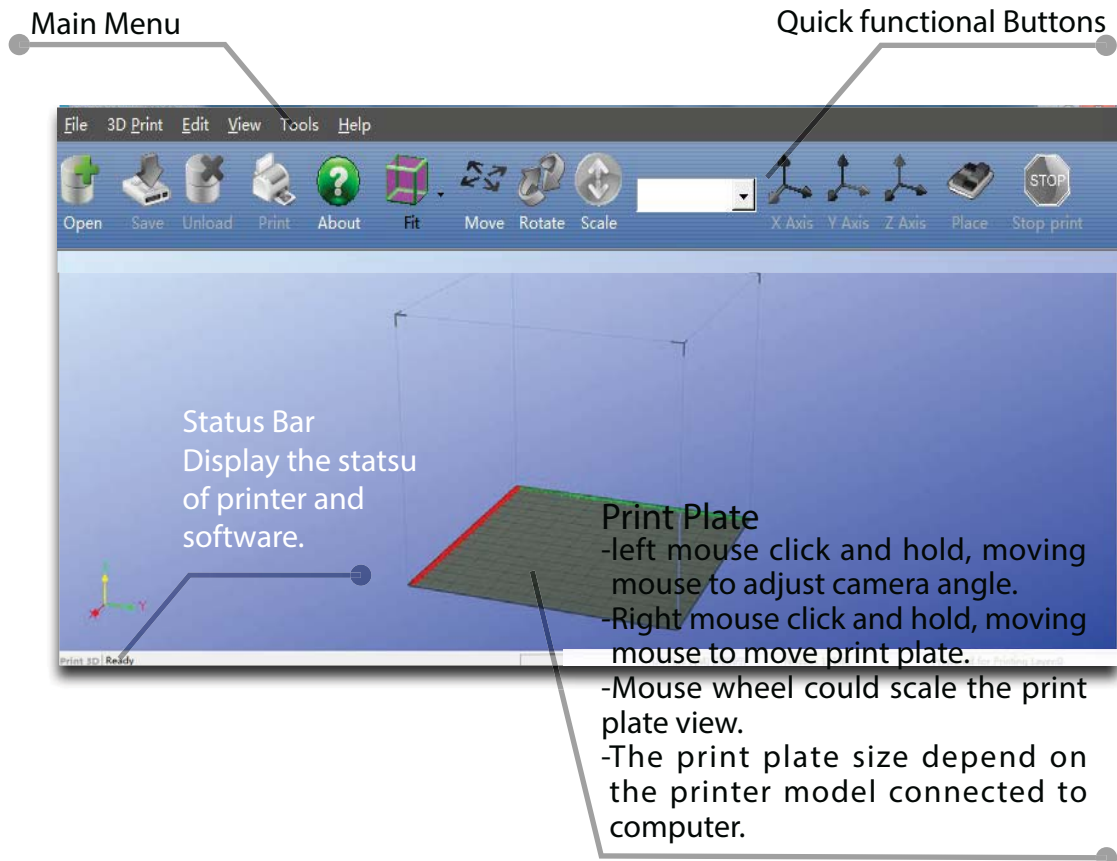 Main Menu
Quick functional Buttons
File 3D Print Edit View Tools Help
STOP
Open Save Unload Print About Fit Move Rotate Scale X Axis Y Axis Z Axis Place Stop print
Status Bar
Display the statsu
of printer and
software.
Print Plate
-left mouse click and hold, moving
mouse to adjust camera angle.
-Right mouse click and hold, moving
mouse to move print plate.
-Mouse wheel could scale the print
plate view.
-The print plate size depend on
the printer model connected to
computer.
Y
Print 3D Ready